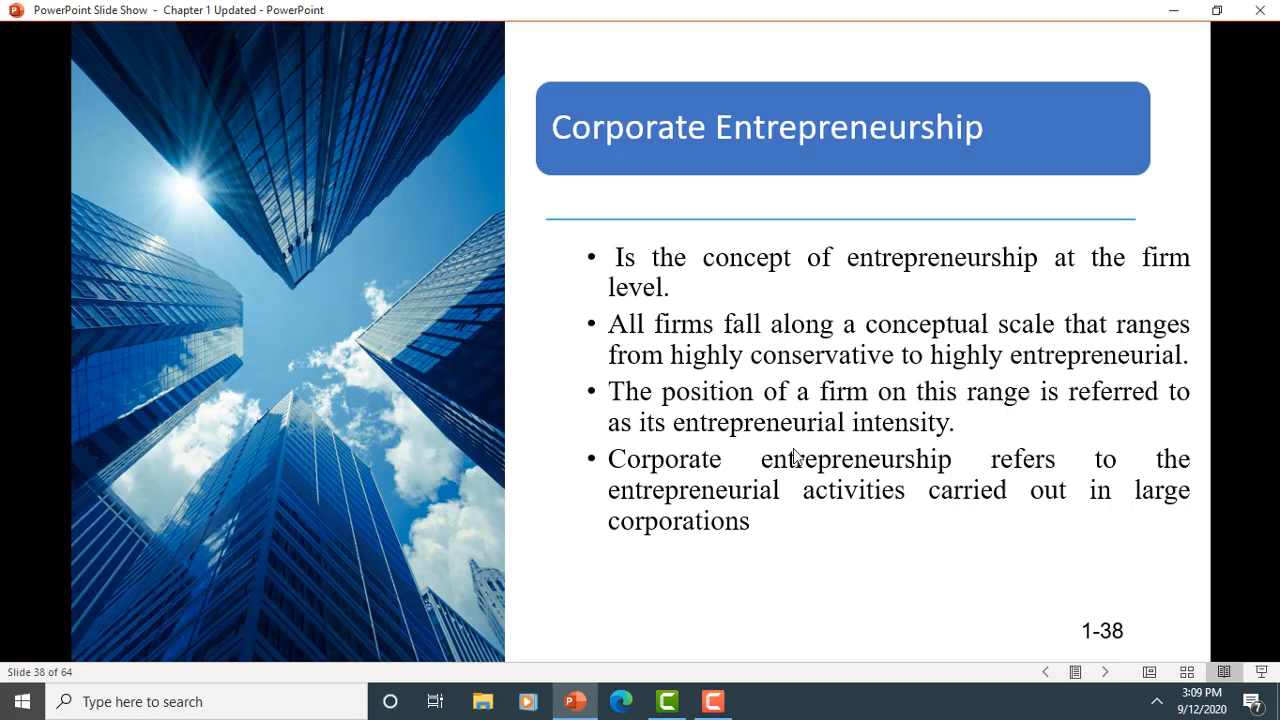 PowerPoint Slide Show - Chapter 1 Updated - PowerPoint
Corporate Entrepreneurship
• Is the concept of entrepreneurship at the firm
level.
• All firms fall along a conceptual scale that ranges
from highly conservative to highly entrepreneurial.
• The position of a firm on this range is referred to
as its entrepreneurial intensity.
• Corporate entrepreneurship refers to the
entrepreneurial activities carried out in large
corporations
1-38
Slide 38 of 64
Type here to search
3:09 PM
9/12/2020
7